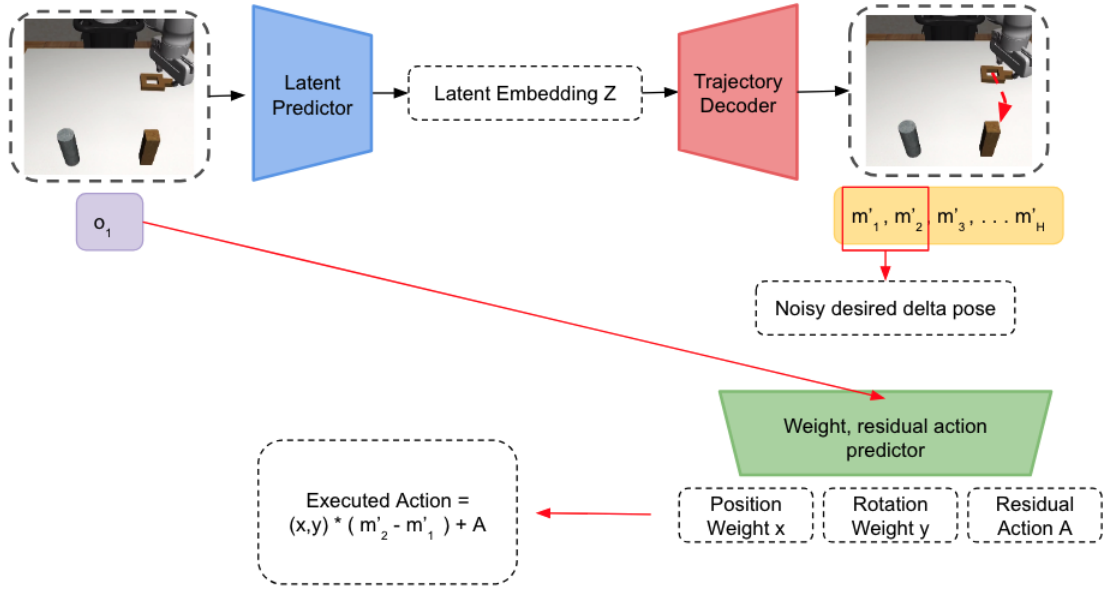 Latent
Predictor
Latent Embedding Z
Trajectory
Decoder
o1
m'1, m'2, m'3, . . . m'H
Noisy desired delta pose
Weight, residual action
predictor
Position
Weight x
Rotation
Weight y
Residual
Action A
Executed Action =
(x,y) * ( m'2 - m'1 ) + A